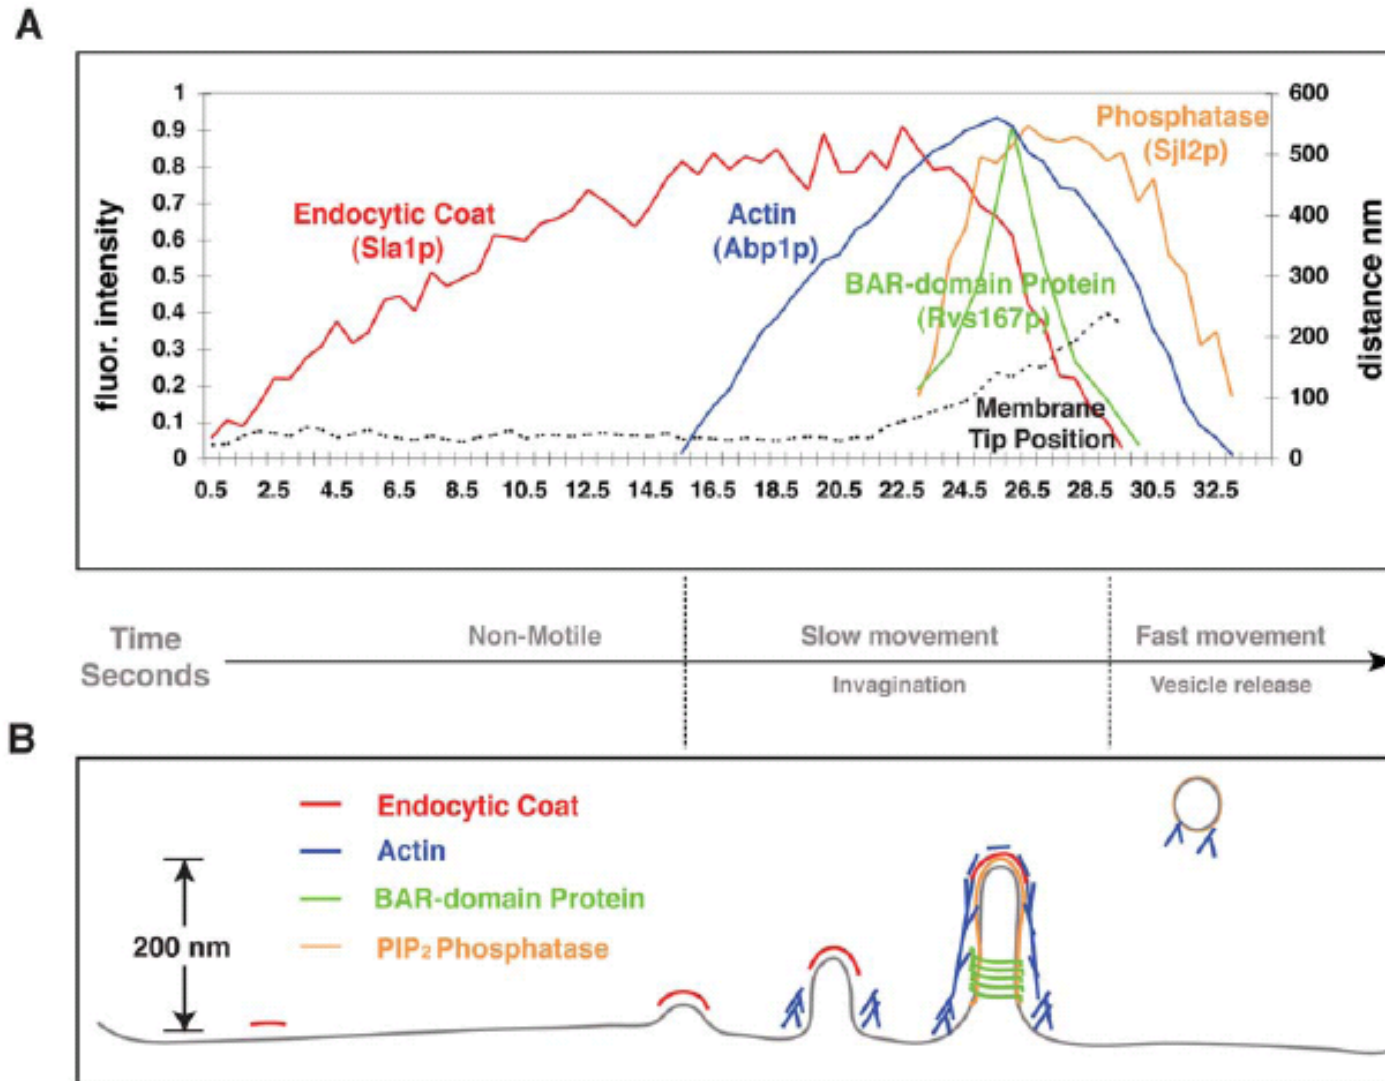 A
1
0.9
0.8
0.7
0.6
0.5
0.4
0.3
0.2
0.1
0
fluor. intensity
600
500
400
300
200
100
0
distance nm
Endocytic Coat
(Sla1p)
Actin
(Abp1p)
Phosphatase
(Sjl2p)
BAR-domain Protein
(Rvs167p)
Membrane
Tip Position
0.5 2.5 4.5 6.5 8.5 10.5 12.5 14.5 16.5 18.5 20.5 22.5 24.5 26.5 28.5 30.5 32.5
Time
Seconds
Non-Motile
Slow movement
Fast movement
Invagination
Vesicle release
B
Endocytic Coat
Actin
BAR-domain Protein
PIP₂ Phosphatase
200 nm